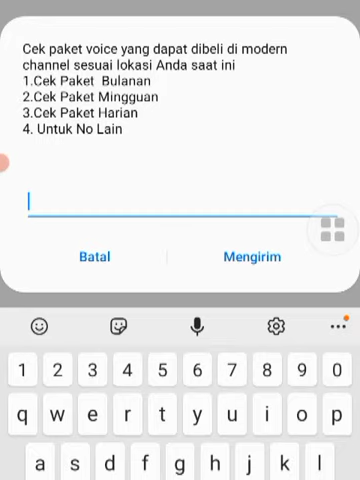 Cek paket voice yang dapat dibeli di modern
channel sesuai lokasi Anda saat ini
1.Cek Paket  Bulanan
2.Cek Paket Mingguan
3.Cek Paket Harian
4. Untuk No Lain
Batal
Mengirim
1 2 3 4 5 6 7 8 9 0
q w e r t y u i o p
a s d f g h j k l